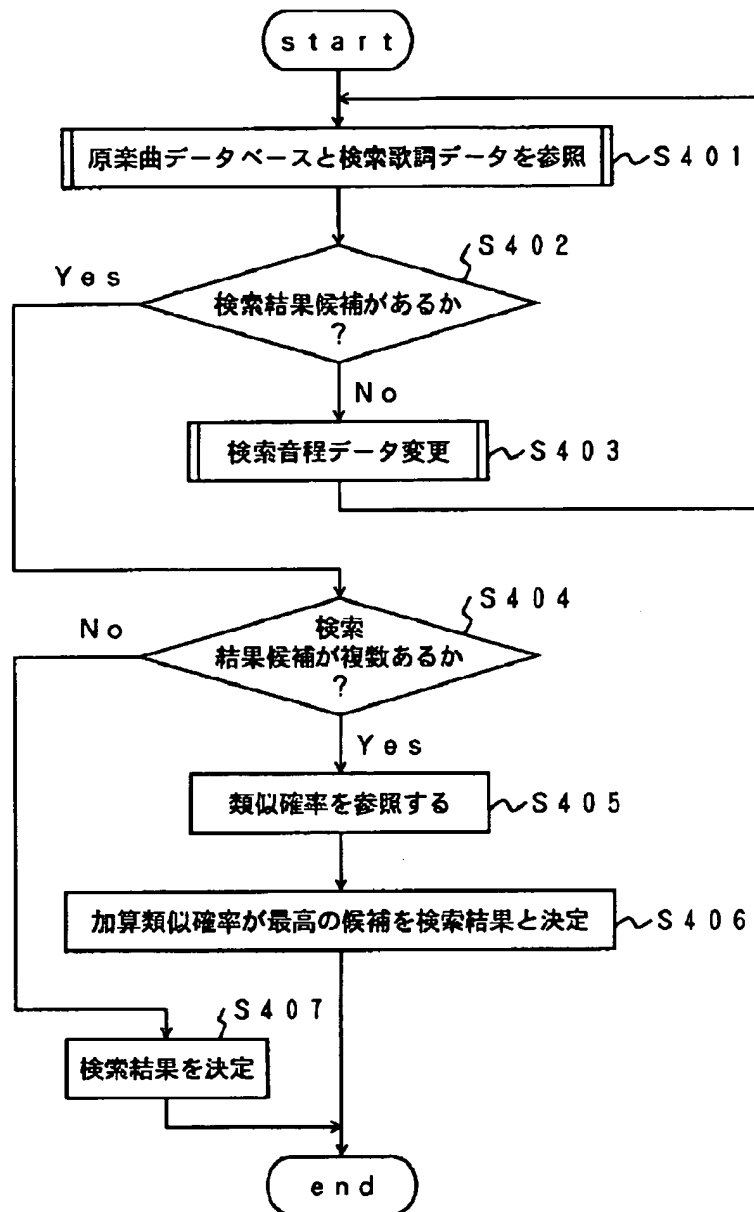 start
原楽曲データベースと検索歌詞データを参照
S401
S402
Yes
検索結果候補があるか
?
No
検索音程データ変更
S403
S404
No
検索
結果候補が複数あるか
?
Yes
類似確率を参照する
S405
加算類似確率が最高の候補を検索結果と決定
S406
S407
検索結果を決定
end